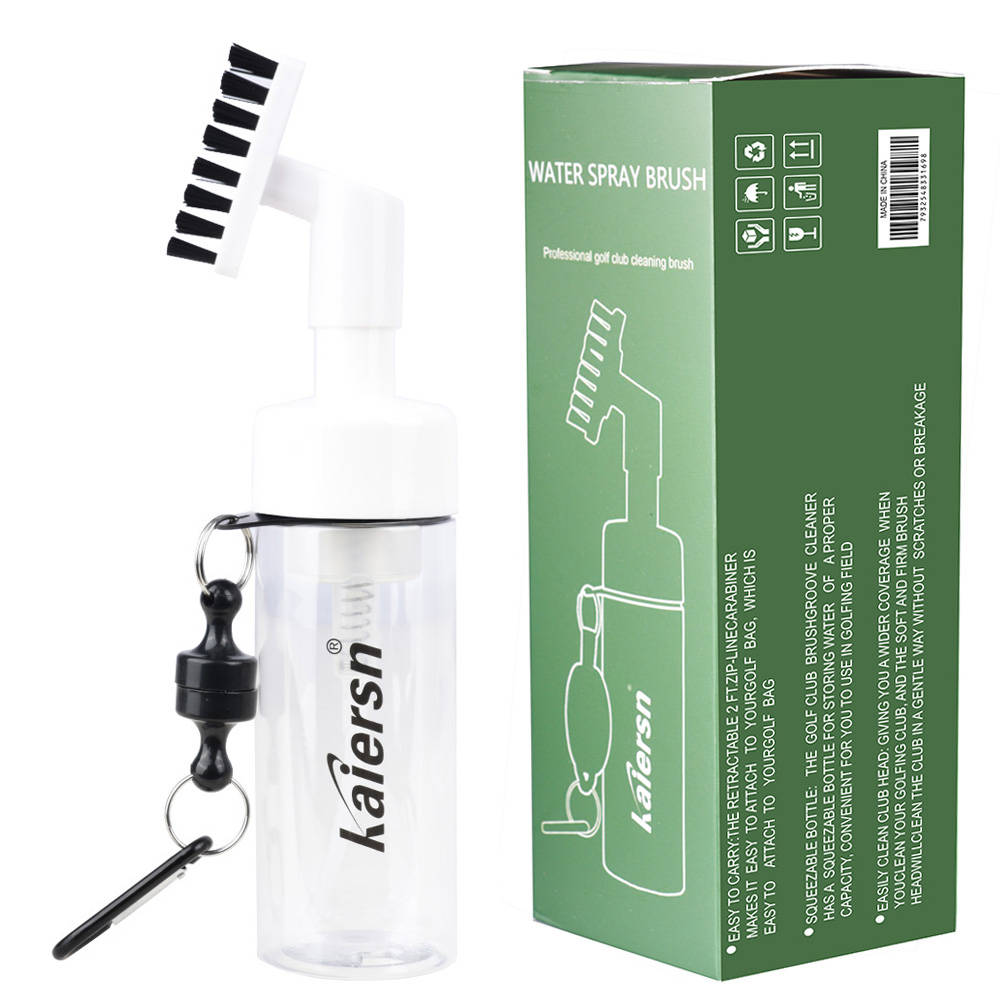 kaiersn®
WATER SPRAY BRUSH
Professional golf club cleaning brush
kaiersn®
MADE IN CHINA
7932548331698
• EASY TO CARRY:THE RETRACTABLE 2 FT.ZIP-LINECARABINER
MAKES IT EASY TO ATTACH TO YOURGOLF BAG, WHICH IS
EASY TO ATTACH TO YOURGOLF BAG
• SQUEEZABLE BOTTLE: THE GOLF CLUB BRUSHGROOVE CLEANER
HAS A SQUEEZABLE BOTTLE FOR STORING WATER OF A PROPER
CAPACITY, CONVENIENT FOR YOU TO USE IN GOLFING FIELD
• EASILY CLEAN CLUB HEAD: GIVING YOU A WIDER COVERAGE WHEN
YOUCLEAN YOUR GOLFING CLUB, AND THE SOFT AND FIRM BRUSH
HEADWILLCLEAN THE CLUB IN A GENTLE WAY WITHOUT SCRATCHES OR BREAKAGE